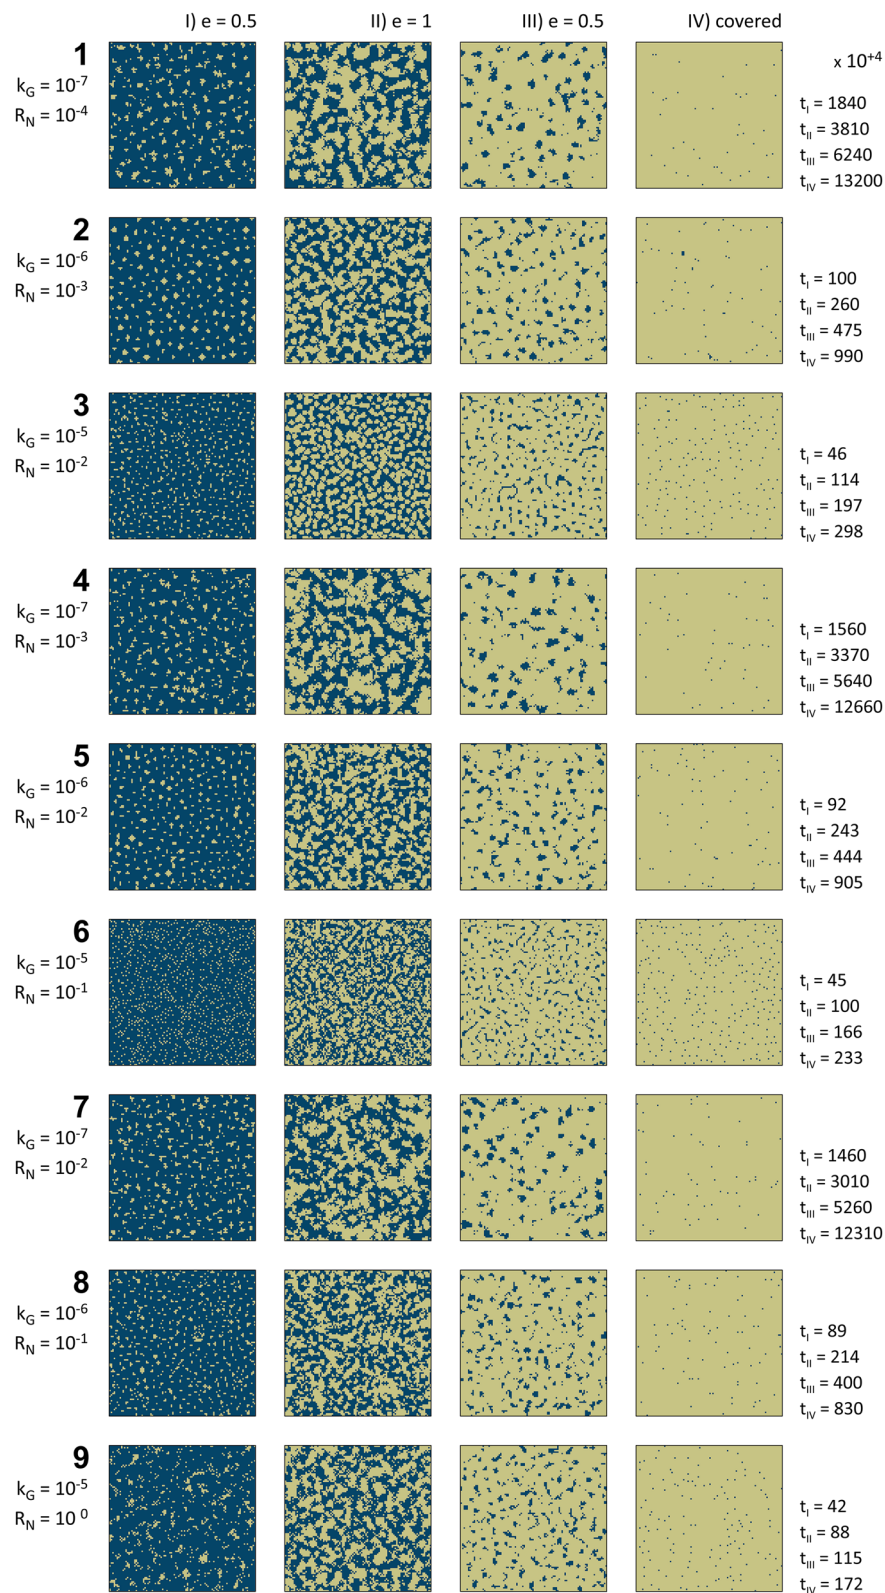 I) e = 0.5 II) e = 1 III) e = 0.5 IV) covered
x 10+4
1
kG = 10-7
RN = 10-4
tI = 1840
tII = 3810
tIII = 6240
tIV = 13200
2
kG = 10-6
RN = 10-3
tI = 100
tII = 260
tIII = 475
tIV = 990
3
kG = 10-5
RN = 10-2
tI = 46
tII = 114
tIII = 197
tIV = 298
4
kG = 10-7
RN = 10-3
tI = 1560
tII = 3370
tIII = 5640
tIV = 12660
5
kG = 10-6
RN = 10-2
tI = 92
tII = 243
tIII = 444
tIV = 905
6
kG = 10-5
RN = 10-1
tI = 45
tII = 100
tIII = 166
tIV = 233
7
kG = 10-7
RN = 10-2
tI = 1460
tII = 3010
tIII = 5260
tIV = 12310
8
kG = 10-6
RN = 10-1
tI = 89
tII = 214
tIII = 400
tIV = 830
9
kG = 10-5
RN = 10 0
tI = 42
tII = 88
tIII = 115
tIV = 172